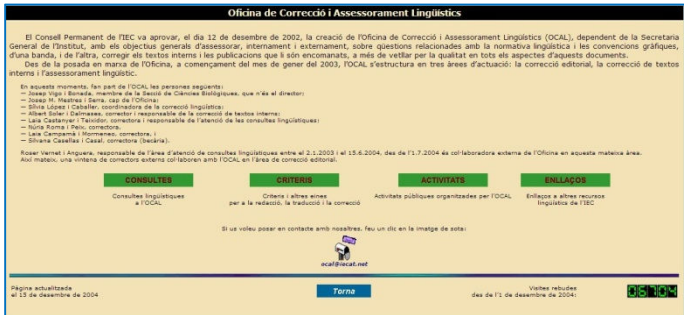 Oficina de Correcció i Assessorament Lingüístics
El Consell Permanent de l'IEC va aprovar, el dia 12 de desembre de 2002, la creació de l'Oficina de Correcció i Assessorament Lingüístics (OCAL), dependent de la Secretaria
General de l'Institut, amb els objectius generals d'assessorar, internament i externament, sobre qüestions relacionades amb la normativa lingüística i les convencions gràfiques,
d'una banda, i de l'altra, corregir els textos interns i les publicacions que li són encomanats, a més de vetllar per la qualitat en tots els aspectes d'aquests documents.
Des de la posada en marxa de l'Oficina, a començament del mes de gener del 2003, l'OCAL s'estructura en tres àrees d'actuació: la correcció editorial, la correcció de textos
interns i l'assessorament lingüístic.
En aquests moments, fan part de l'OCAL les persones següents:
— Josep Vigo i Bonada, membre de la Secció de Ciències Biològiques, que n'és el director;
— Josep M. Mestres i Serra, cap de l'Oficina;
— Sílvia López i Caballer, coordinadora de la correcció lingüística;
— Albert Soler i Dalmases, corrector i responsable de la correcció de textos interns;
— Laia Castanyer i Teixidor, correctora i responsable de l'atenció de les consultes lingüístiques;
— Núria Roma i Peix, correctora,
— Laia Campamà i Mormeneo, correctora, i
— Silvana Casellas i Casal, correctora (becària).
Roser Vernet i Anguera, responsable de l'àrea d'atenció de consultes lingüístiques entre el 2.1.2003 i el 15.6.2004, des de l'1.7.2004 és col·laboradora externa de l'Oficina en aquesta mateixa àrea.
Així mateix, una vintena de correctors externs col·laboren amb l'OCAL en l'àrea de correcció editorial.
CONSULTES CRITERIS ACTIVITATS ENLLAÇOS
Consultes lingüístiques Criteris i altres eines Activitats públiques organitzades per l'OCAL Enllaços a altres recursos
a l'OCAL per a la redacció, la traducció i la correcció lingüístics de l'IEC
Si us voleu posar en contacte amb nosaltres, feu un clic en la imatge de sota:
ocal@iecat.net
Pàgina actualitzada Visites rebudes
el 15 de desembre de 2004 Torna des de l'1 de desembre de 2004: 06704